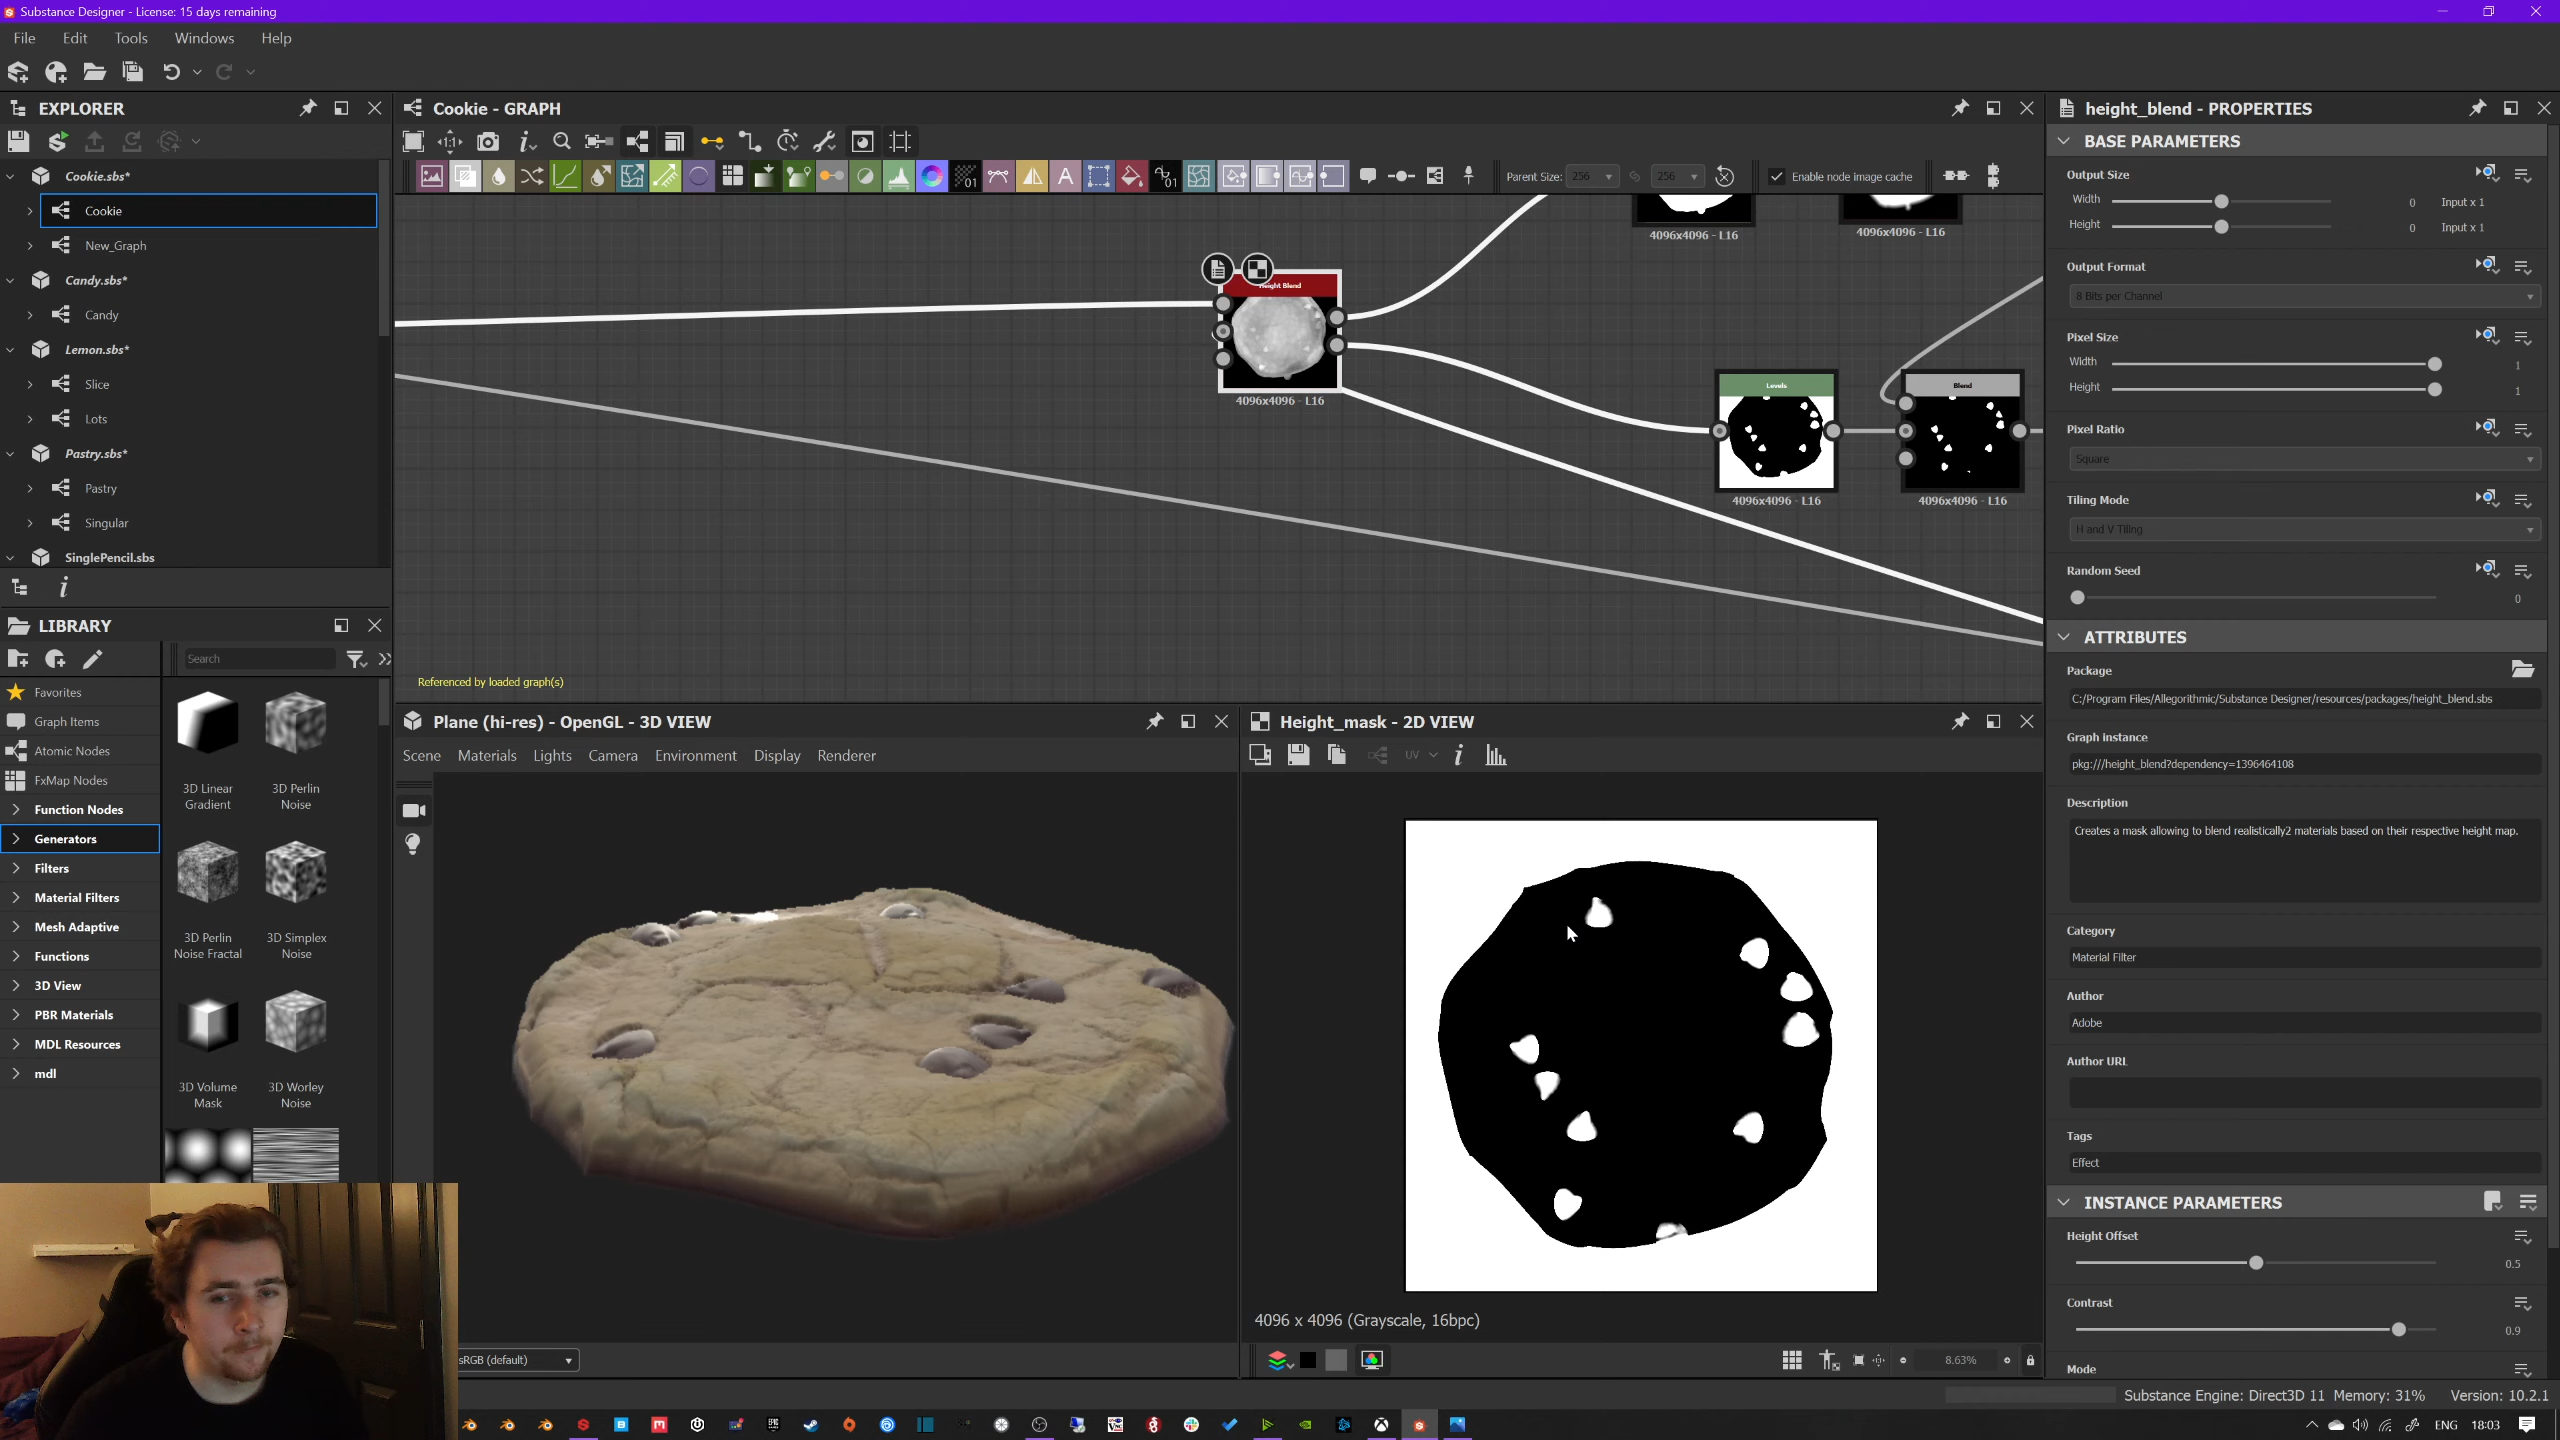 Substance Designer - License: 15 days remaining
File Edit Tools Windows Help
EXPLORER
Cookie.sbs*
Cookie
New_Graph
Candy.sbs*
Candy
Lemon.sbs*
Slice
Lots
Pastry.sbs*
Pastry
Singular
SinglePencil.sbs
LIBRARY
Search
Favorites
Graph Items
Atomic Nodes
FxMap Nodes
Function Nodes
Generators
Filters
Material Filters
Mesh Adaptive
Functions
3D View
PBR Materials
MDL Resources
mdl
3D Linear Gradient
3D Perlin Noise
3D Perlin Noise Fractal
3D Simplex Noise
3D Volume Mask
3D Worley Noise
Cookie - GRAPH
Parent Size: 256 256 Enable node image cache
4096x4096 - L16
4096x4096 - L16
Height Blend
4096x4096 - L16
Levels
4096x4096 - L16
Blend
4096x4096 - L16
Referenced by loaded graph(s)
Plane (hi-res) - OpenGL - 3D VIEW
Scene Materials Lights Camera Environment Display Renderer
sRGB (default)
Height_mask - 2D VIEW
UV
4096 x 4096 (Grayscale, 16bpc)
8.63%
height_blend - PROPERTIES
BASE PARAMETERS
Output Size
Width 0 Input x 1
Height 0 Input x 1
Output Format
8 Bits per Channel
Pixel Size
Width 1
Height 1
Pixel Ratio
Square
Tiling Mode
H and V Tiling
Random Seed
0
ATTRIBUTES
Package
C:/Program Files/Allegorithmic/Substance Designer/resources/packages/height_blend.sbs
Graph instance
pkg:///height_blend?dependency=1396464108
Description
Creates a mask allowing to blend realistically2 materials based on their respective height map.
Category
Material Filter
Author
Adobe
Author URL
Tags
Effect
INSTANCE PARAMETERS
Height Offset
0.5
Contrast
0.9
Mode
Substance Engine: Direct3D 11 Memory: 31% Version: 10.2.1
ENG 18:03